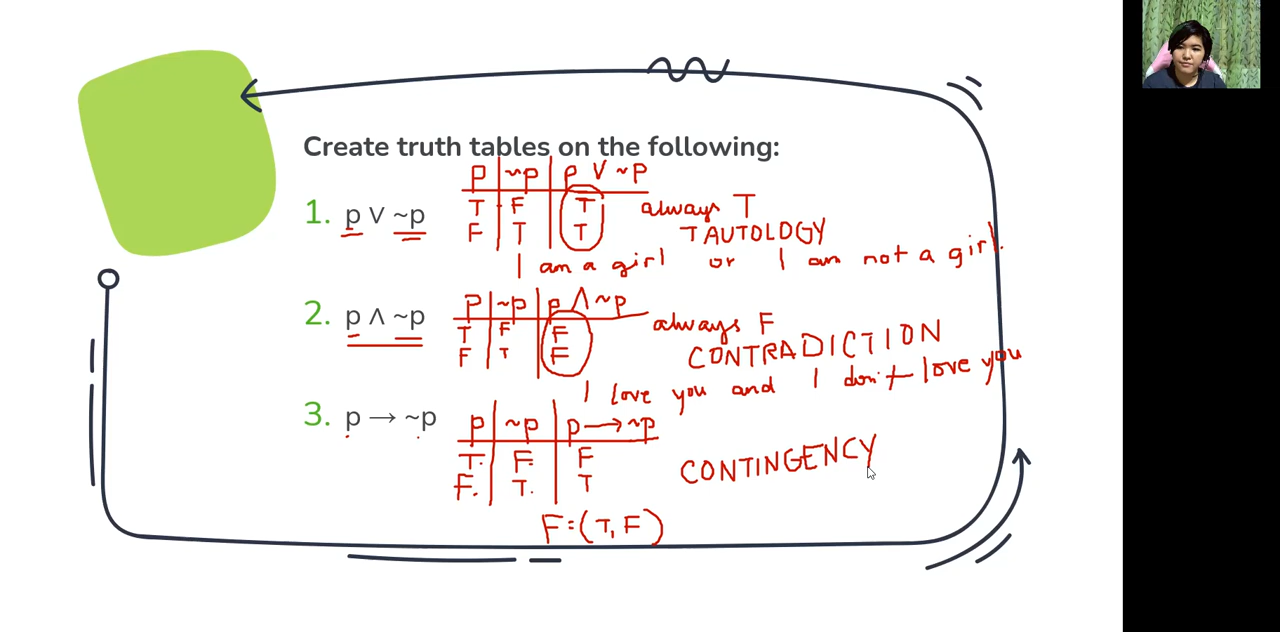 Create truth tables on the following:
p | ~p | p V ~p
1. p ∨ ~p
T | F | T
F | T | T
always T
TAUTOLOGY
I am a girl or I am not a girl.
p | ~p | p Λ ~p
2. p ∧ ~p
T | F | F
F | T | F
always F
CONTRADICTION
I love you and I don't love you
3. p → ~p
p | ~p | p → ~p
T. | F. | F
F. | T. | T
CONTINGENCY
F=(T, F)